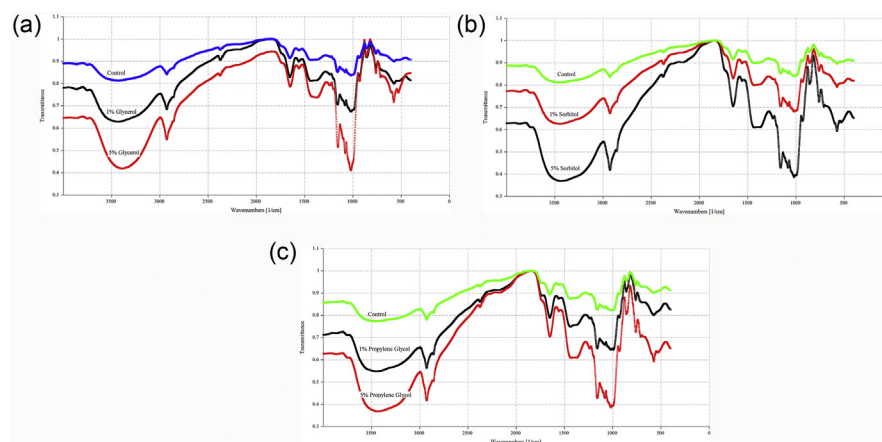 (a)
1.1
1
0.9
0.8
0.7
0.6
0.5
0.4
0.3
Transmittance
Control
1% Glycerol
5% Glycerol
3500 3000 2500 2000 1500 1000 500 0
Wavenumbers [1/cm]
(b)
1.1
1
0.9
0.8
0.7
0.6
0.5
0.4
0.3
Transmittance
Control
1% Sorbitol
5% Sorbitol
3500 3000 2500 2000 1500 1000 500
Wavenumbers [1/cm]
(c)
1.1
1
0.9
0.8
0.7
0.6
0.5
0.4
0.3
Transmittance
Control
1% Propylene Glycol
5% Propylene Glycol
3500 3000 2500 2000 1500 1000 500 0
Wavenumbers [1/cm]